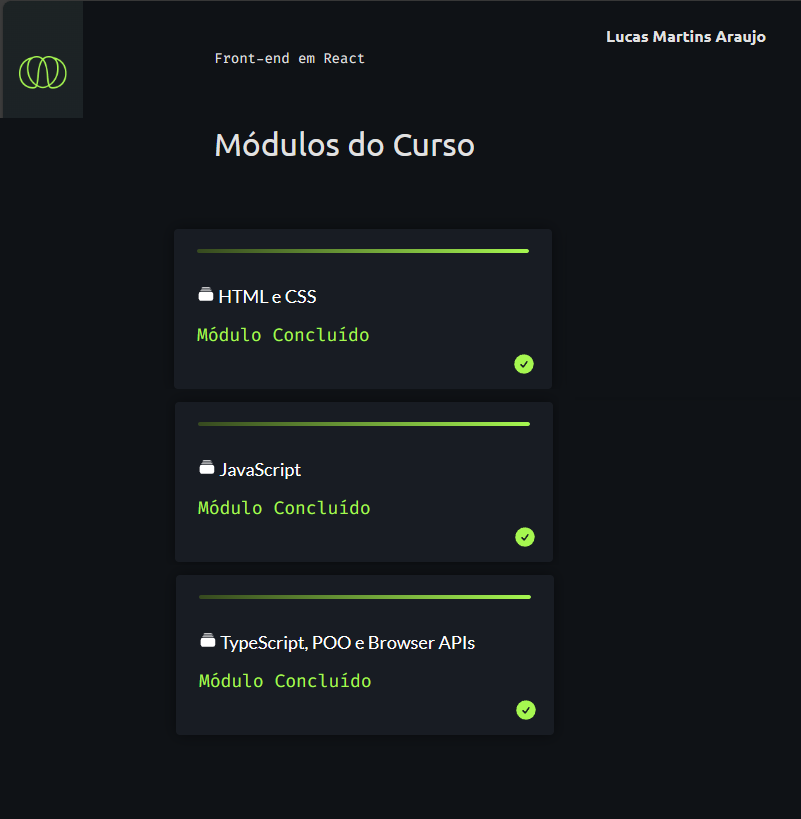 Lucas Martins Araujo
Front-end em React
Módulos do Curso
HTML e CSS
Módulo Concluído
JavaScript
Módulo Concluído
TypeScript, POO e Browser APIs
Módulo Concluído